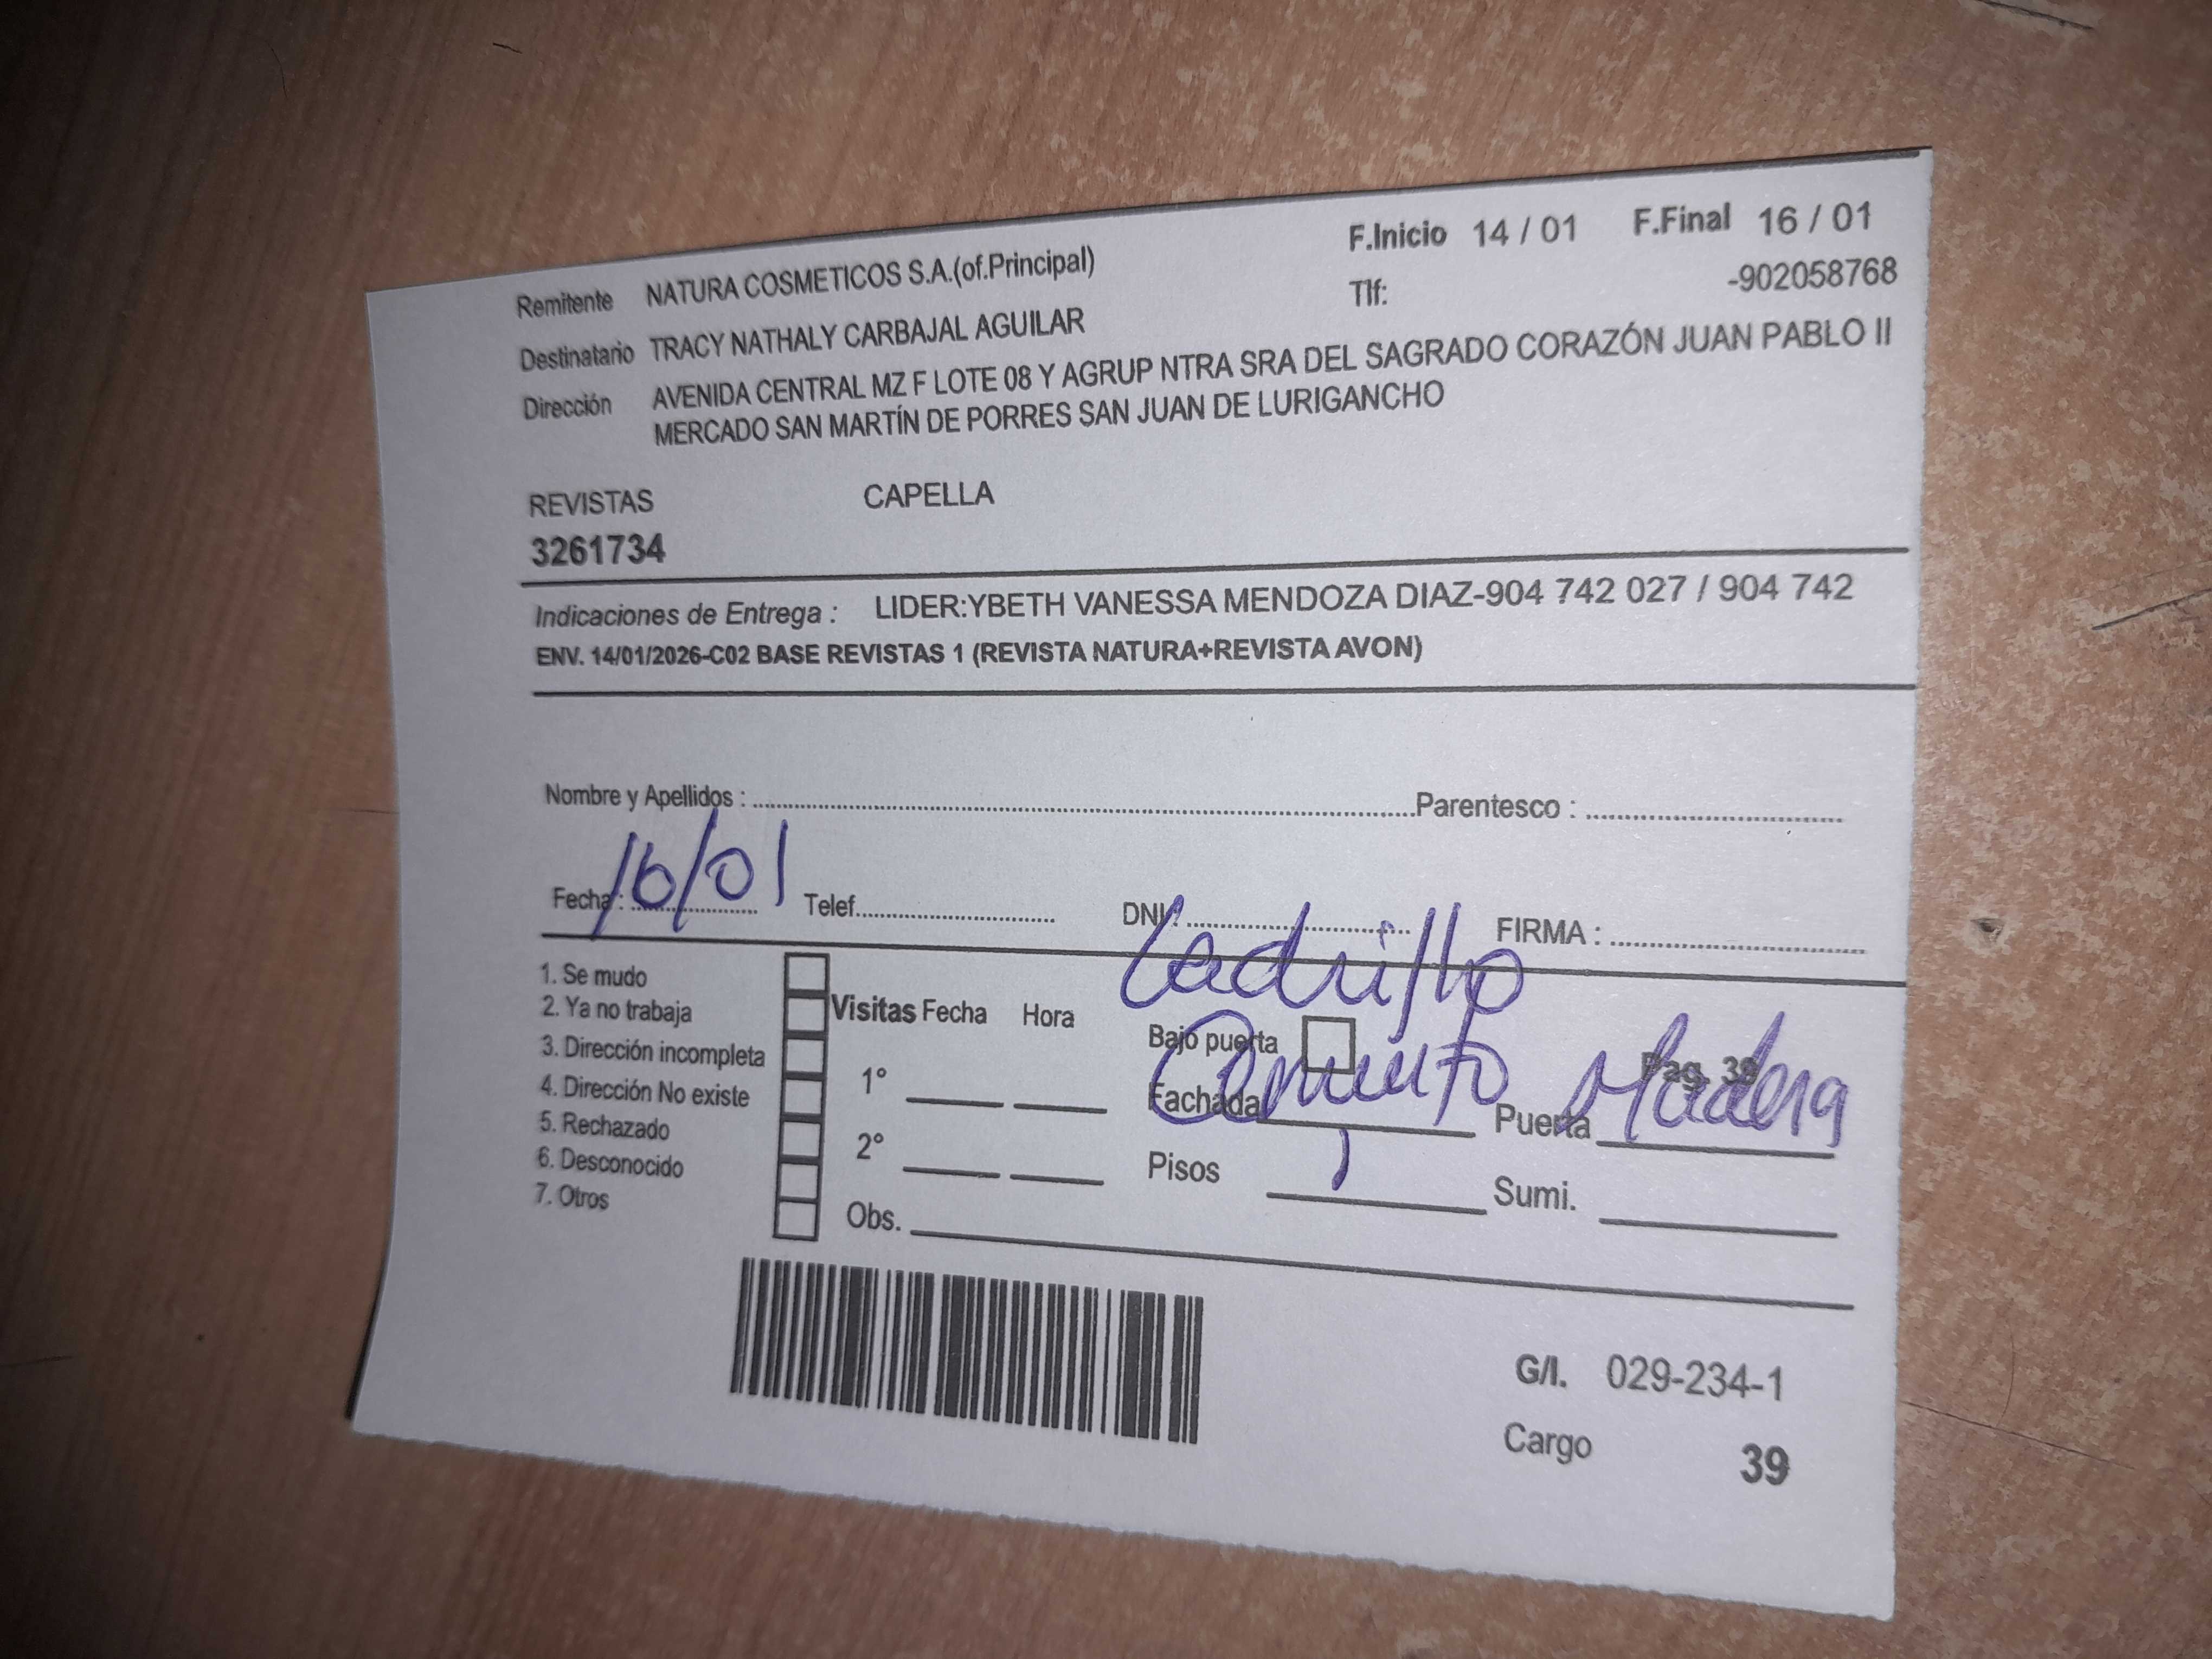 Remitente NATURA COSMETICOS S.A.(of.Principal) F.Inicio 14 / 01 F.Final 16 / 01
Destinatario TRACY NATHALY CARBAJAL AGUILAR Tlf: -902058768
Dirección AVENIDA CENTRAL MZ F LOTE 08 Y AGRUP NTRA SRA DEL SAGRADO CORAZÓN JUAN PABLO II
MERCADO SAN MARTÍN DE PORRES SAN JUAN DE LURIGANCHO
REVISTAS CAPELLA
3261734
Indicaciones de Entrega : LIDER:YBETH VANESSA MENDOZA DIAZ-904 742 027 / 904 742
ENV. 14/01/2026-C02 BASE REVISTAS 1 (REVISTA NATURA+REVISTA AVON)
Nombre y Apellidos : Parentesco :
Fecha : 16/01 Telef. DNI : FIRMA :
Ladrillo
1. Se mudo
2. Ya no trabaja Visitas Fecha Hora Bajo puerta Pag. 39
3. Dirección incompleta 1° Fachada Cemento Puerta Madera
4. Dirección No existe
5. Rechazado 2° Pisos 1 Sumi.
6. Desconocido
7. Otros Obs.
G/I. 029-234-1
Cargo 39